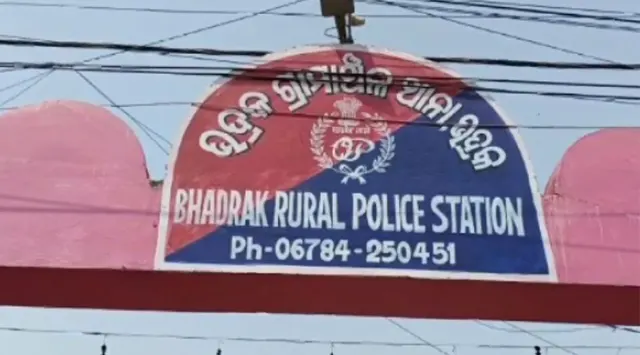 ଭଦ୍ରକ ଗ୍ରାମାଞ୍ଚଳ ଥାନା, ଭଦ୍ରକ
BHADRAK RURAL POLICE STATION
Ph-06784-250451